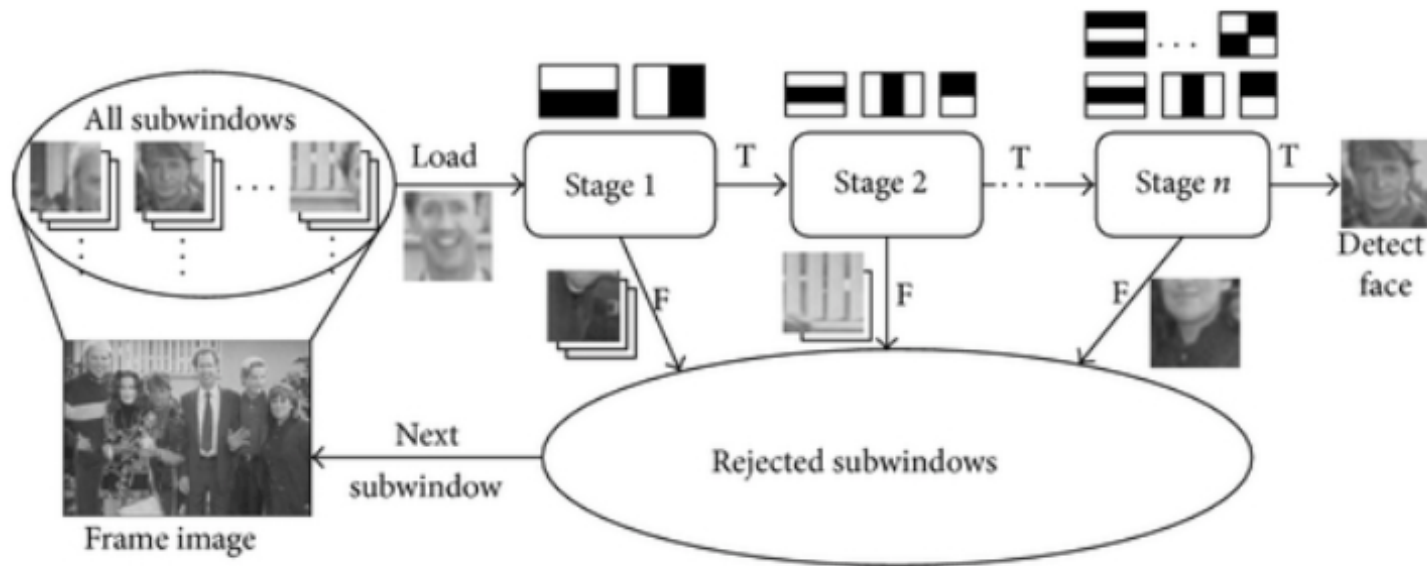 All subwindows
Load
Stage 1
T
Stage 2
T
Stage n
T
Detect
face
F
F
F
Rejected subwindows
Next
subwindow
Frame image